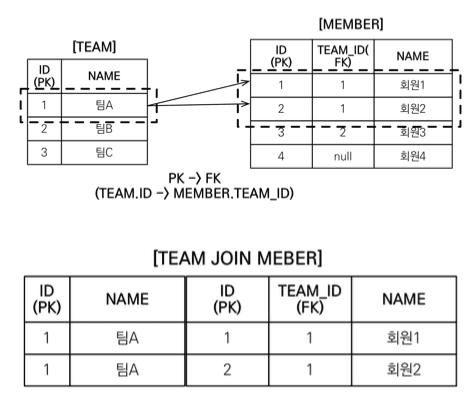 [TEAM]
ID (PK) NAME
1 팀A
2 팀B
3 팀C
[MEMBER]
ID (PK) TEAM_ID( FK) NAME
1 1 회원1
2 1 회원2
3 2 회원3
4 null 회원4
PK -> FK
(TEAM.ID -> MEMBER.TEAM_ID)
[TEAM JOIN MEBER]
ID (PK) NAME ID (PK) TEAM_ID (FK) NAME
1 팀A 1 1 회원1
1 팀A 2 1 회원2